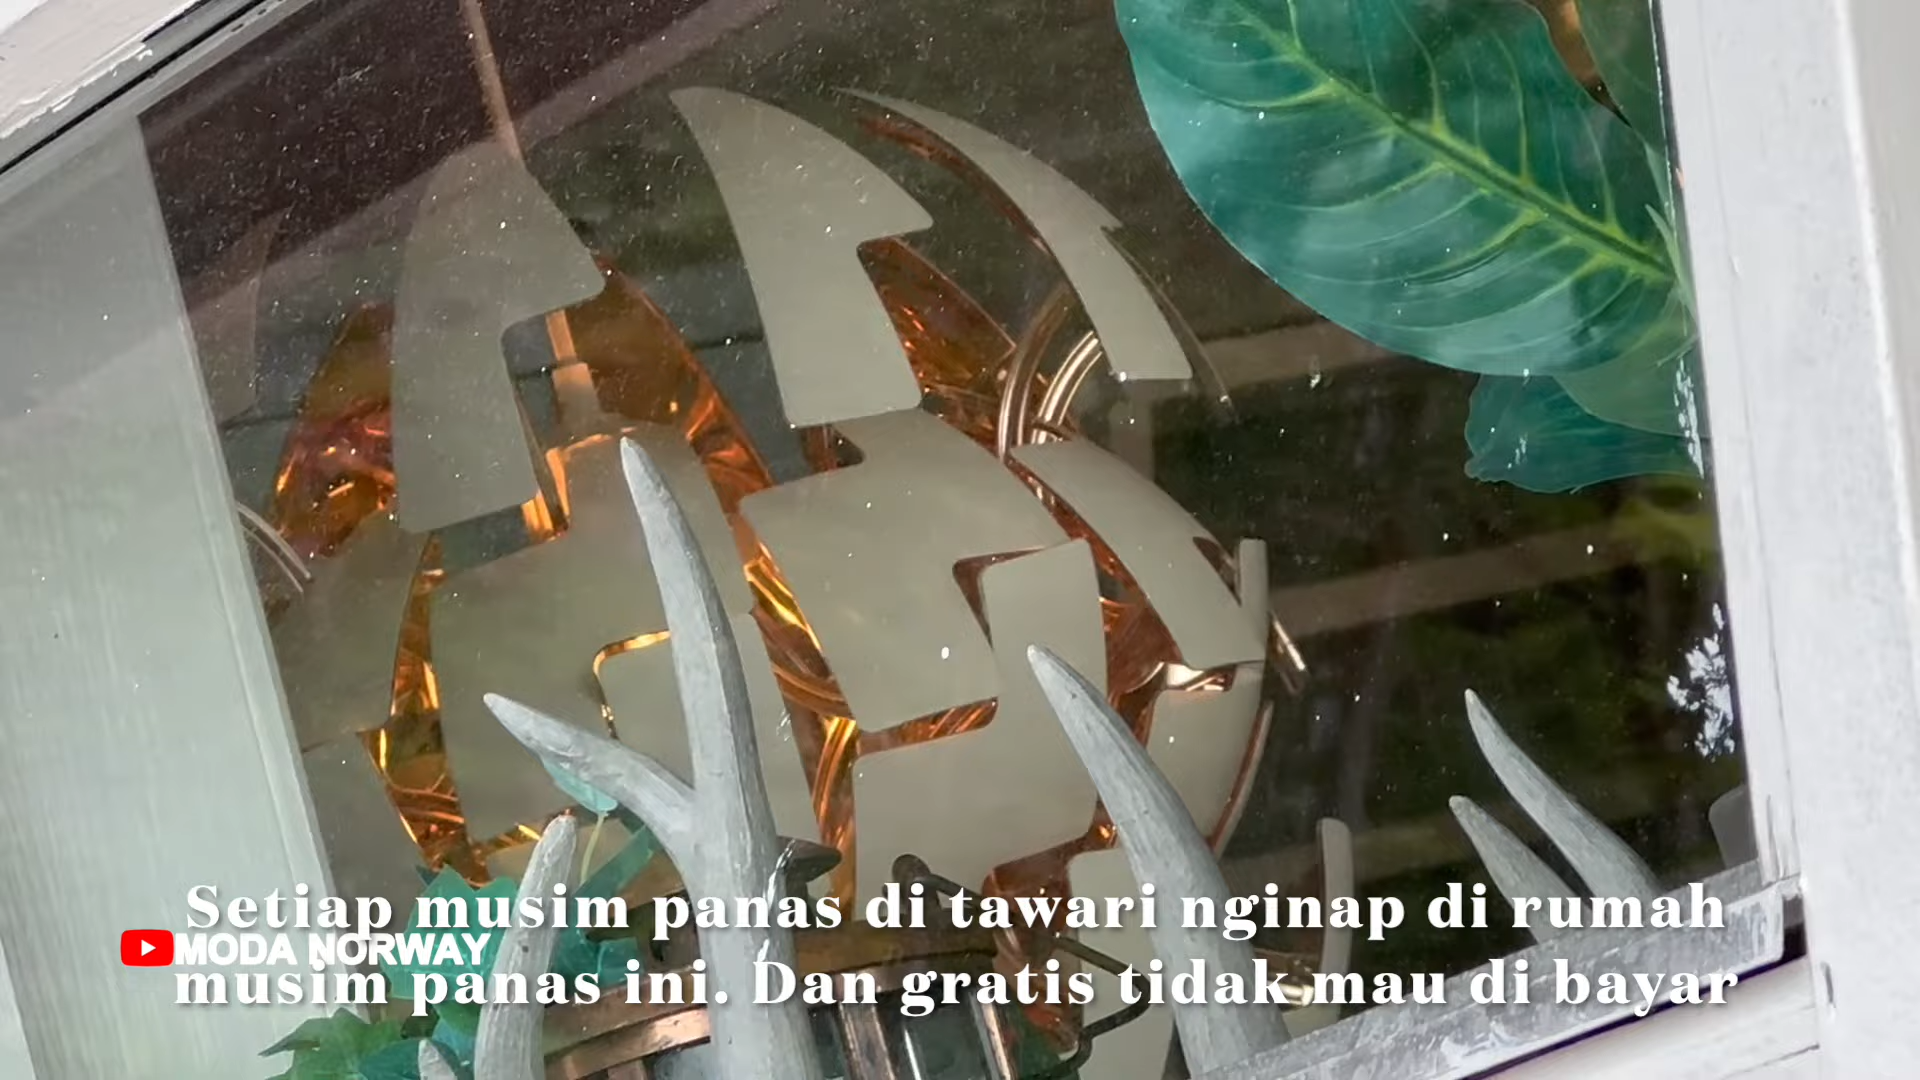 Setiap musim panas di tawari nginap di rumah
MODA NORWAY
musim panas ini. Dan gratis tidak mau di bayar